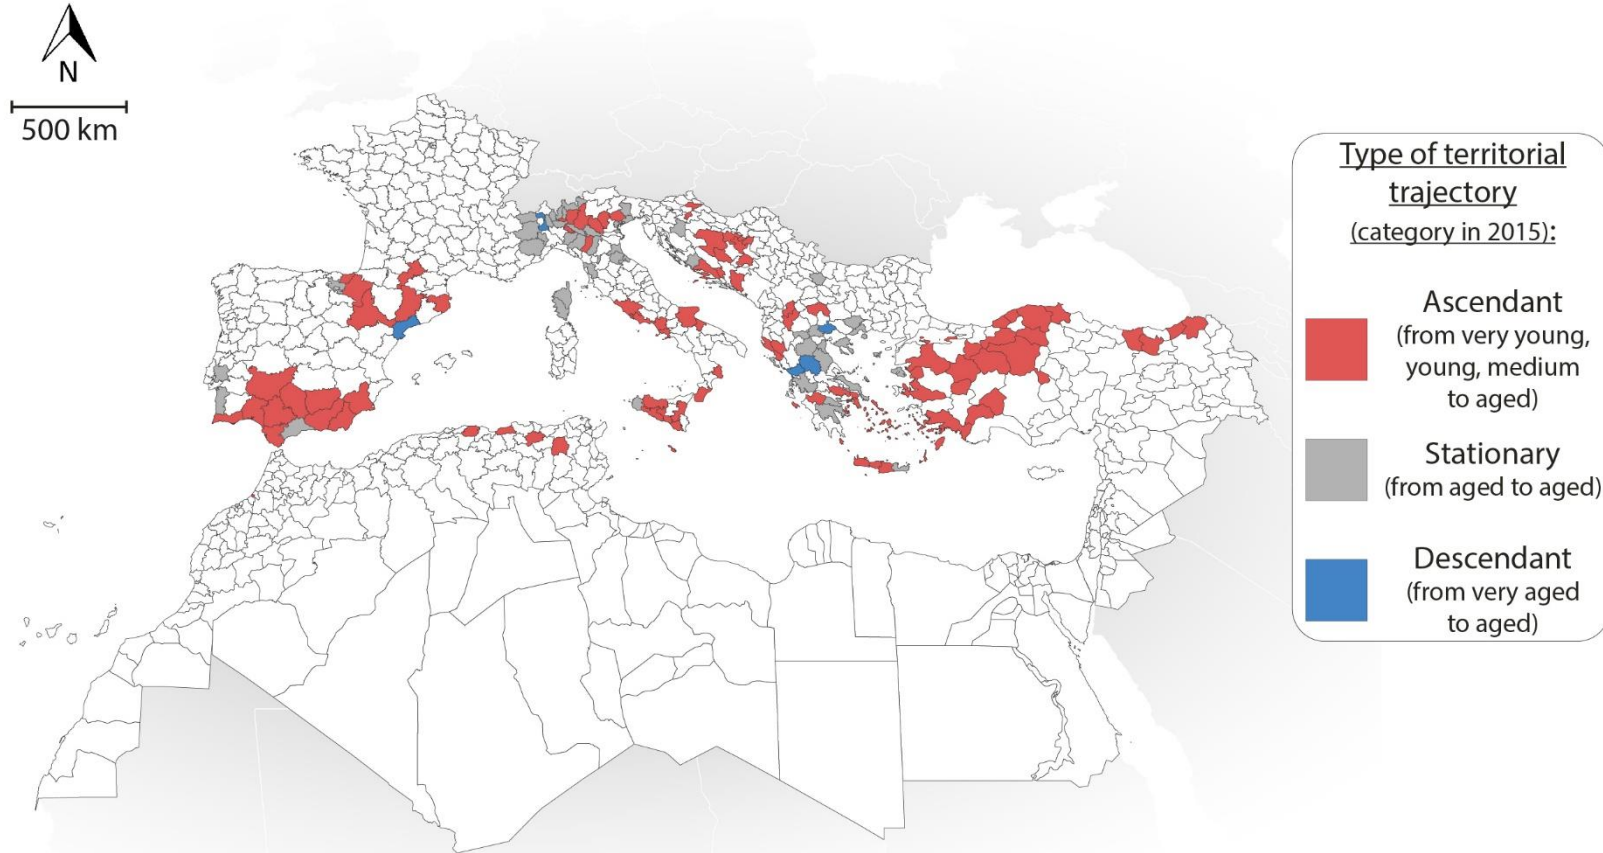 N
500 km
Type of territorial
trajectory
(category in 2015):
Ascendant
(from very young,
young, medium
to aged)
Stationary
(from aged to aged)
Descendant
(from very aged
to aged)